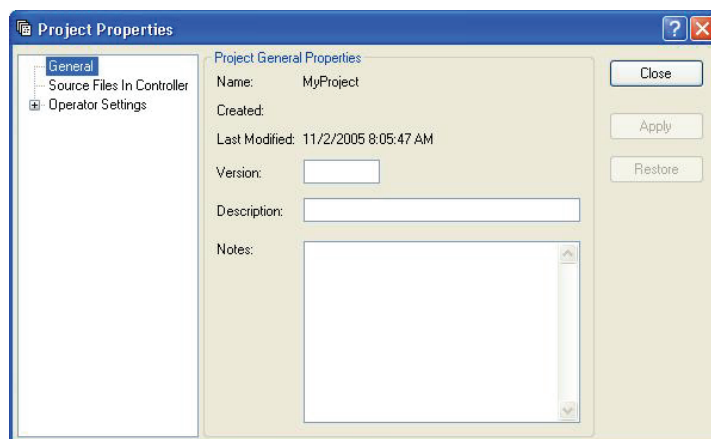 Project Properties
General
Source Files In Controller
Operator Settings
Project General Properties
Name: MyProject
Created:
Last Modified: 11/2/2005 8:05:47 AM
Version:
Description:
Notes:
Close
Apply
Restore